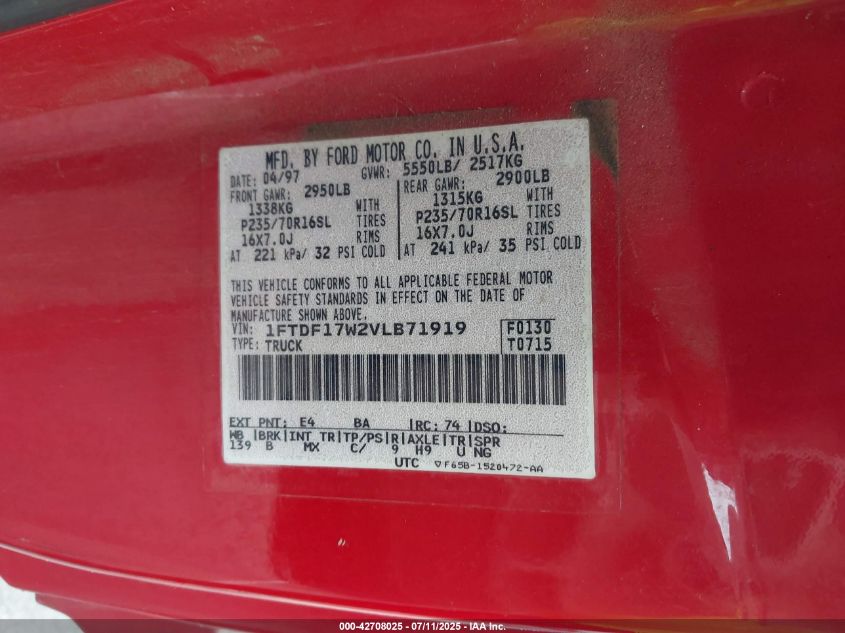 MFD. BY FORD MOTOR CO. IN U.S.A.
DATE: 04/97 GVWR: 5550LB/ 2517KG
FRONT GAWR: 2950LB REAR GAWR: 2900LB
1338KG WITH 1315KG WITH
P235/70R16SL TIRES P235/70R16SL TIRES
16X7.0J RIMS 16X7.0J RIMS
AT 221 kPa/ 32 PSI COLD AT 241 kPa/ 35 PSI COLD
THIS VEHICLE CONFORMS TO ALL APPLICABLE FEDERAL MOTOR
VEHICLE SAFETY STANDARDS IN EFFECT ON THE DATE OF
MANUFACTURE SHOWN ABOVE.
VIN: 1FTDF17W2VLB71919 F0130
TYPE: TRUCK T0715
EXT PNT: E4 BA |RC: 74 |DSO:
WB |BRK|INT TR|TP/PS|R|AXLE|TR|SPR
139 B MX C/ 9 H9 U NG
UTC ▽F65B-1520472-AA
000-42708025 - 07/11/2025 - IAA Inc.